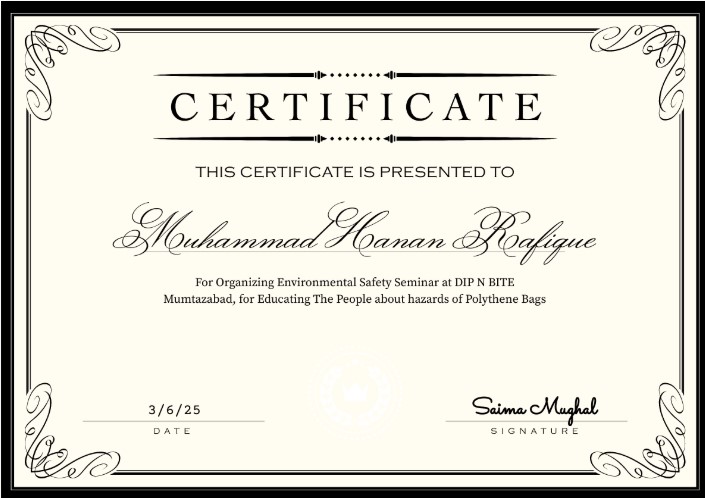 CERTIFICATE
THIS CERTIFICATE IS PRESENTED TO
Muhammad Hanan Rafique
For Organizing Environmental Safety Seminar at DIP N BITE
Mumtazabad, for Educating The People about hazards of Polythene Bags
3/6/25
DATE
Saima Mughal
SIGNATURE